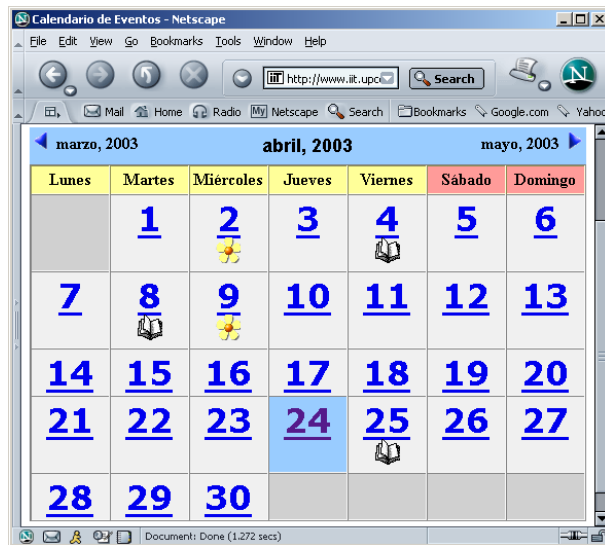 Calendario de Eventos - Netscape
File Edit View Go Bookmarks Tools Window Help
http://www.iit.upco Search N
Mail Home Radio My Netscape Search Bookmarks Google.com Yahoo
marzo, 2003 abril, 2003 mayo, 2003
Lunes Martes Miércoles Jueves Viernes Sábado Domingo
1 2 3 4 5 6
7 8 9 10 11 12 13
14 15 16 17 18 19 20
21 22 23 24 25 26 27
28 29 30
Document: Done (1.272 secs)